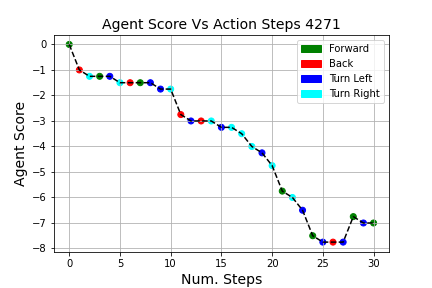 Agent Score Vs Action Steps 4271
Forward
Back
Turn Left
Turn Right
Agent Score
0
−1
−2
−3
−4
−5
−6
−7
−8
0 5 10 15 20 25 30
Num. Steps